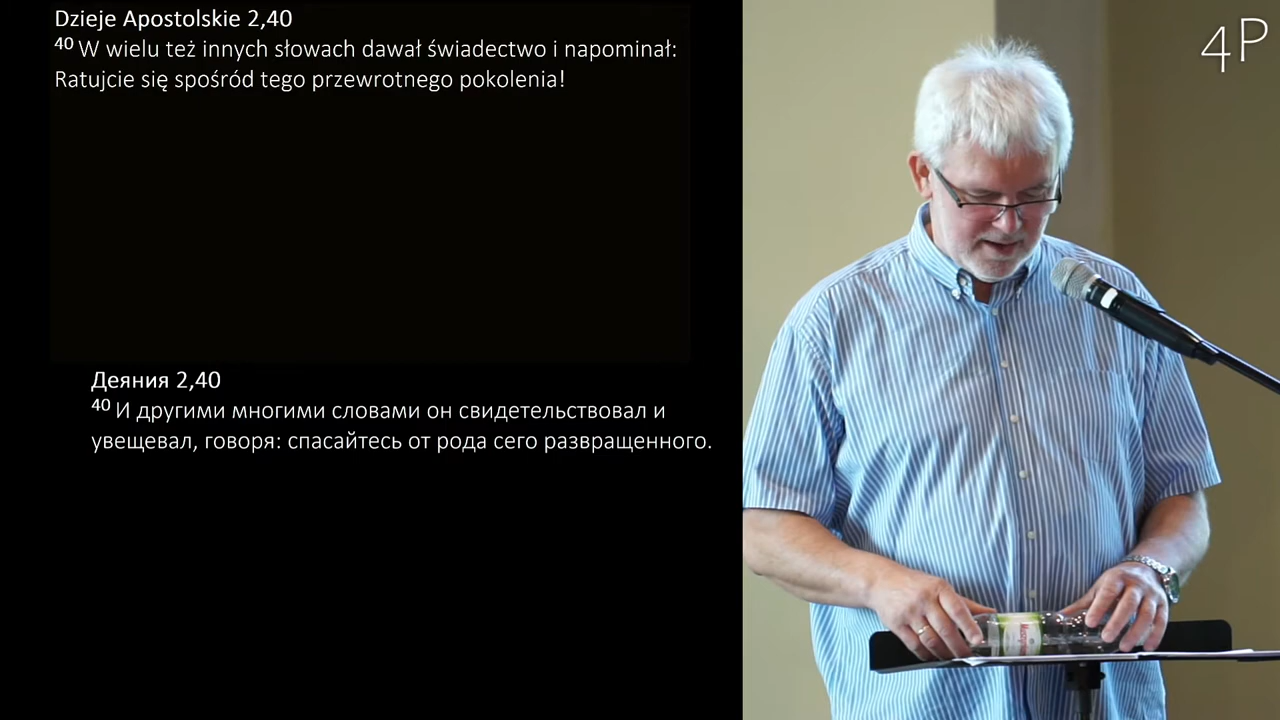 Dzieje Apostolskie 2,40
40 W wielu też innych słowach dawał świadectwo i napominał:
Ratujcie się spośród tego przewrotnego pokolenia!
4P
Деяния 2,40
40 И другими многими словами он свидетельствовал и
увещевал, говоря: спасайтесь от рода сего развращенного.